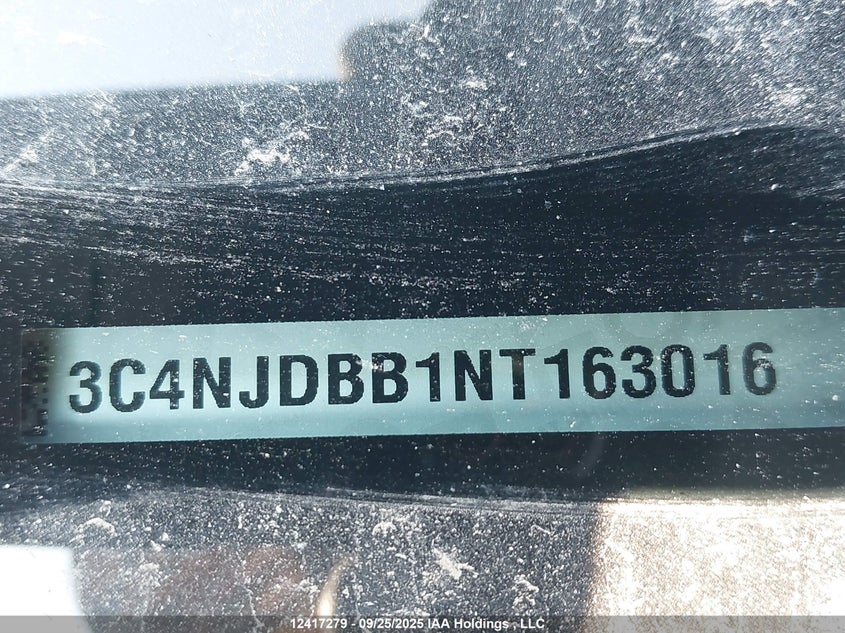 3C4NJDBB1NT163016
12417279 - 09/25/2025 IAA Holdings , LLC